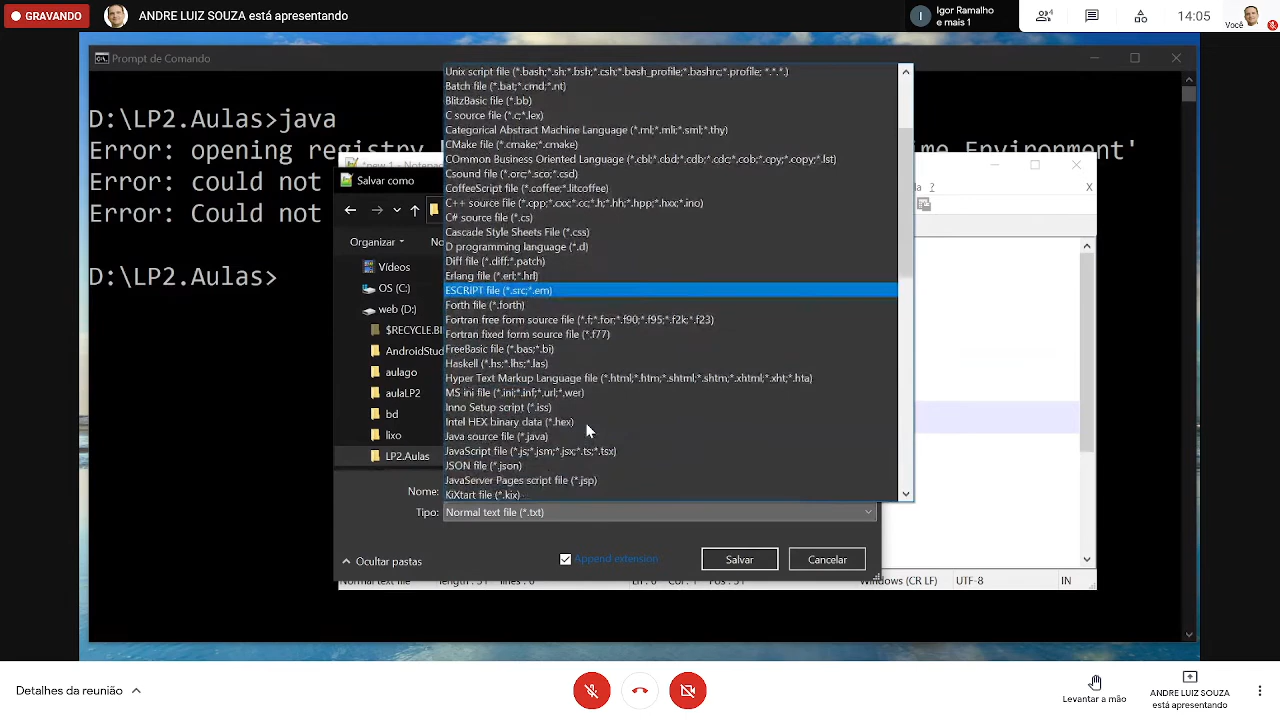 GRAVANDO
ANDRE LUIZ SOUZA está apresentando
Igor Ramalho
e mais 1
4
14:05
Você
Prompt de Comando
D:\LP2.Aulas>java
Error: opening registry
me Environment'
Error: could not
Error: Could not
D:\LP2.Aulas>
*new 1 - Notepad
Salvar como
?
X
Organizar
No
Vídeos
OS (C:)
web (D:)
$RECYCLE.BI
AndroidStud
aulago
aulaLP2
bd
lixo
LP2.Aulas
Unix script file (*.bash;*.sh;*.bsh;*.csh;*.bash_profile;*.bashrc;*.profile; *.*.*.)
Batch file (*.bat;*.cmd;*.nt)
BlitzBasic file (*.bb)
C source file (*.c;*.lex)
Categorical Abstract Machine Language (*.ml;*.mli;*.sml;*.thy)
CMake file (*.cmake;*.cmake)
COmmon Business Oriented Language (*.cbl;*.cbd;*.cdb;*.cdc;*.cob;*.cpy;*.copy;*.lst)
Csound file (*.orc;*.sco;*.csd)
CoffeeScript file (*.coffee;*.litcoffee)
C++ source file (*.cpp;*.cxx;*.cc;*.h;*.hh;*.hpp;*.hxx;*.ino)
C# source file (*.cs)
Cascade Style Sheets File (*.css)
D programming language (*.d)
Diff file (*.diff;*.patch)
Erlang file (*.erl;*.hrl)
ESCRIPT file (*.src;*.em)
Forth file (*.forth)
Fortran free form source file (*.f;*.for;*.f90;*.f95;*.f2k;*.f23)
Fortran fixed form source file (*.f77)
FreeBasic file (*.bas;*.bi)
Haskell (*.hs;*.lhs;*.las)
Hyper Text Markup Language file (*.html;*.htm;*.shtml;*.shtm;*.xhtml;*.xht;*.hta)
MS ini file (*.ini;*.inf;*.url;*.wer)
Inno Setup script (*.iss)
Intel HEX binary data (*.hex)
Java source file (*.java)
JavaScript file (*.js;*.jsm;*.jsx;*.ts;*.tsx)
JSON file (*.json)
JavaServer Pages script file (*.jsp)
KiXtart file (*.kix)
Nome:
Tipo: Normal text file (*.txt)
Ocultar pastas
Append extension
Salvar
Cancelar
Normal text file
Windows (CR LF)
UTF-8
IN
Detalhes da reunião
Levantar a mão
ANDRE LUIZ SOUZA
está apresentando